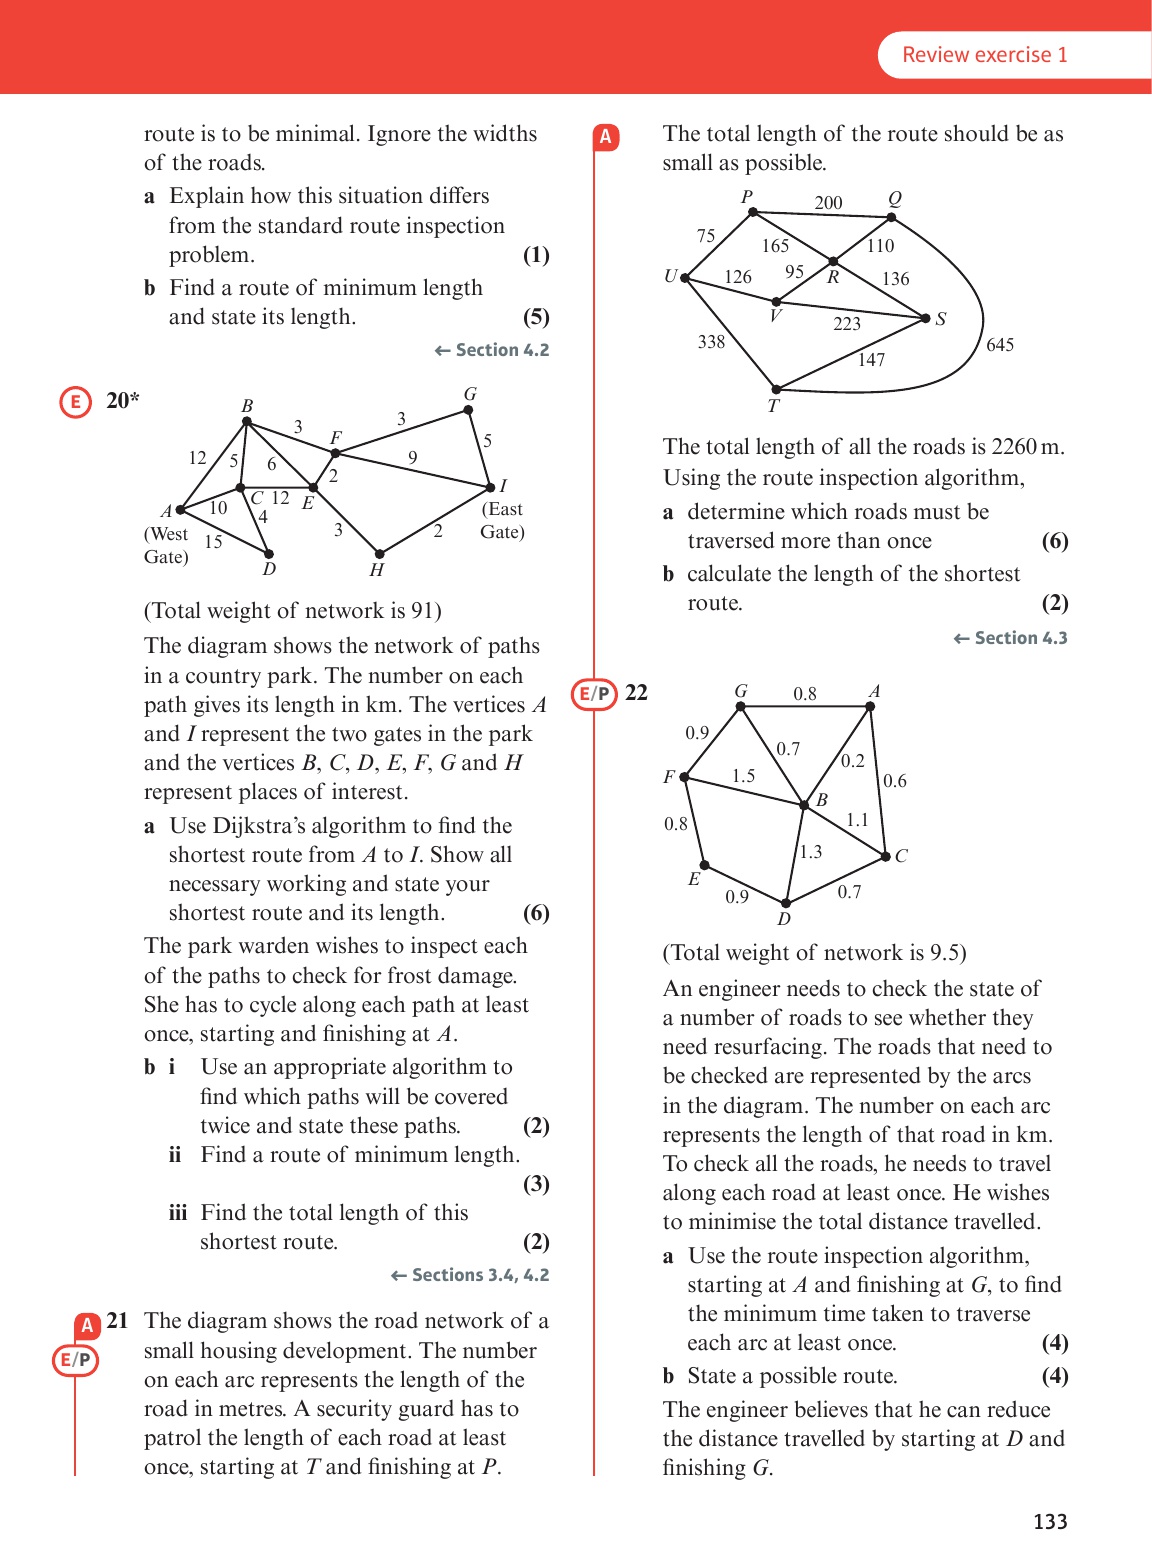 Review exercise 1
route is to be minimal. Ignore the widths
of the roads.
a Explain how this situation differs
from the standard route inspection
problem. (1)
b Find a route of minimum length
and state its length. (5)
← Section 4.2
E 20*
B
G
F
3
3
5
12
5
6
2
9
I
(East
Gate)
A
(West
Gate)
10
C
12
E
4
15
3
2
D
H
(Total weight of network is 91)
The diagram shows the network of paths
in a country park. The number on each
path gives its length in km. The vertices A
and I represent the two gates in the park
and the vertices B, C, D, E, F, G and H
represent places of interest.
a Use Dijkstra’s algorithm to find the
shortest route from A to I. Show all
necessary working and state your
shortest route and its length. (6)
The park warden wishes to inspect each
of the paths to check for frost damage.
She has to cycle along each path at least
once, starting and finishing at A.
b i Use an appropriate algorithm to
find which paths will be covered
twice and state these paths. (2)
ii Find a route of minimum length.
(3)
iii Find the total length of this
shortest route. (2)
← Sections 3.4, 4.2
A
E/P
21 The diagram shows the road network of a
small housing development. The number
on each arc represents the length of the
road in metres. A security guard has to
patrol the length of each road at least
once, starting at T and finishing at P.
A
The total length of the route should be as
small as possible.
P
200
Q
75
165
110
U
126
95
R
136
V
223
S
338
147
645
T
The total length of all the roads is 2260 m.
Using the route inspection algorithm,
a determine which roads must be
traversed more than once (6)
b calculate the length of the shortest
route. (2)
← Section 4.3
E/P 22
G
0.8
A
0.9
0.7
0.2
F
1.5
0.6
B
0.8
1.1
1.3
C
E
0.9
0.7
D
(Total weight of network is 9.5)
An engineer needs to check the state of
a number of roads to see whether they
need resurfacing. The roads that need to
be checked are represented by the arcs
in the diagram. The number on each arc
represents the length of that road in km.
To check all the roads, he needs to travel
along each road at least once. He wishes
to minimise the total distance travelled.
a Use the route inspection algorithm,
starting at A and finishing at G, to find
the minimum time taken to traverse
each arc at least once. (4)
b State a possible route. (4)
The engineer believes that he can reduce
the distance travelled by starting at D and
finishing G.
133